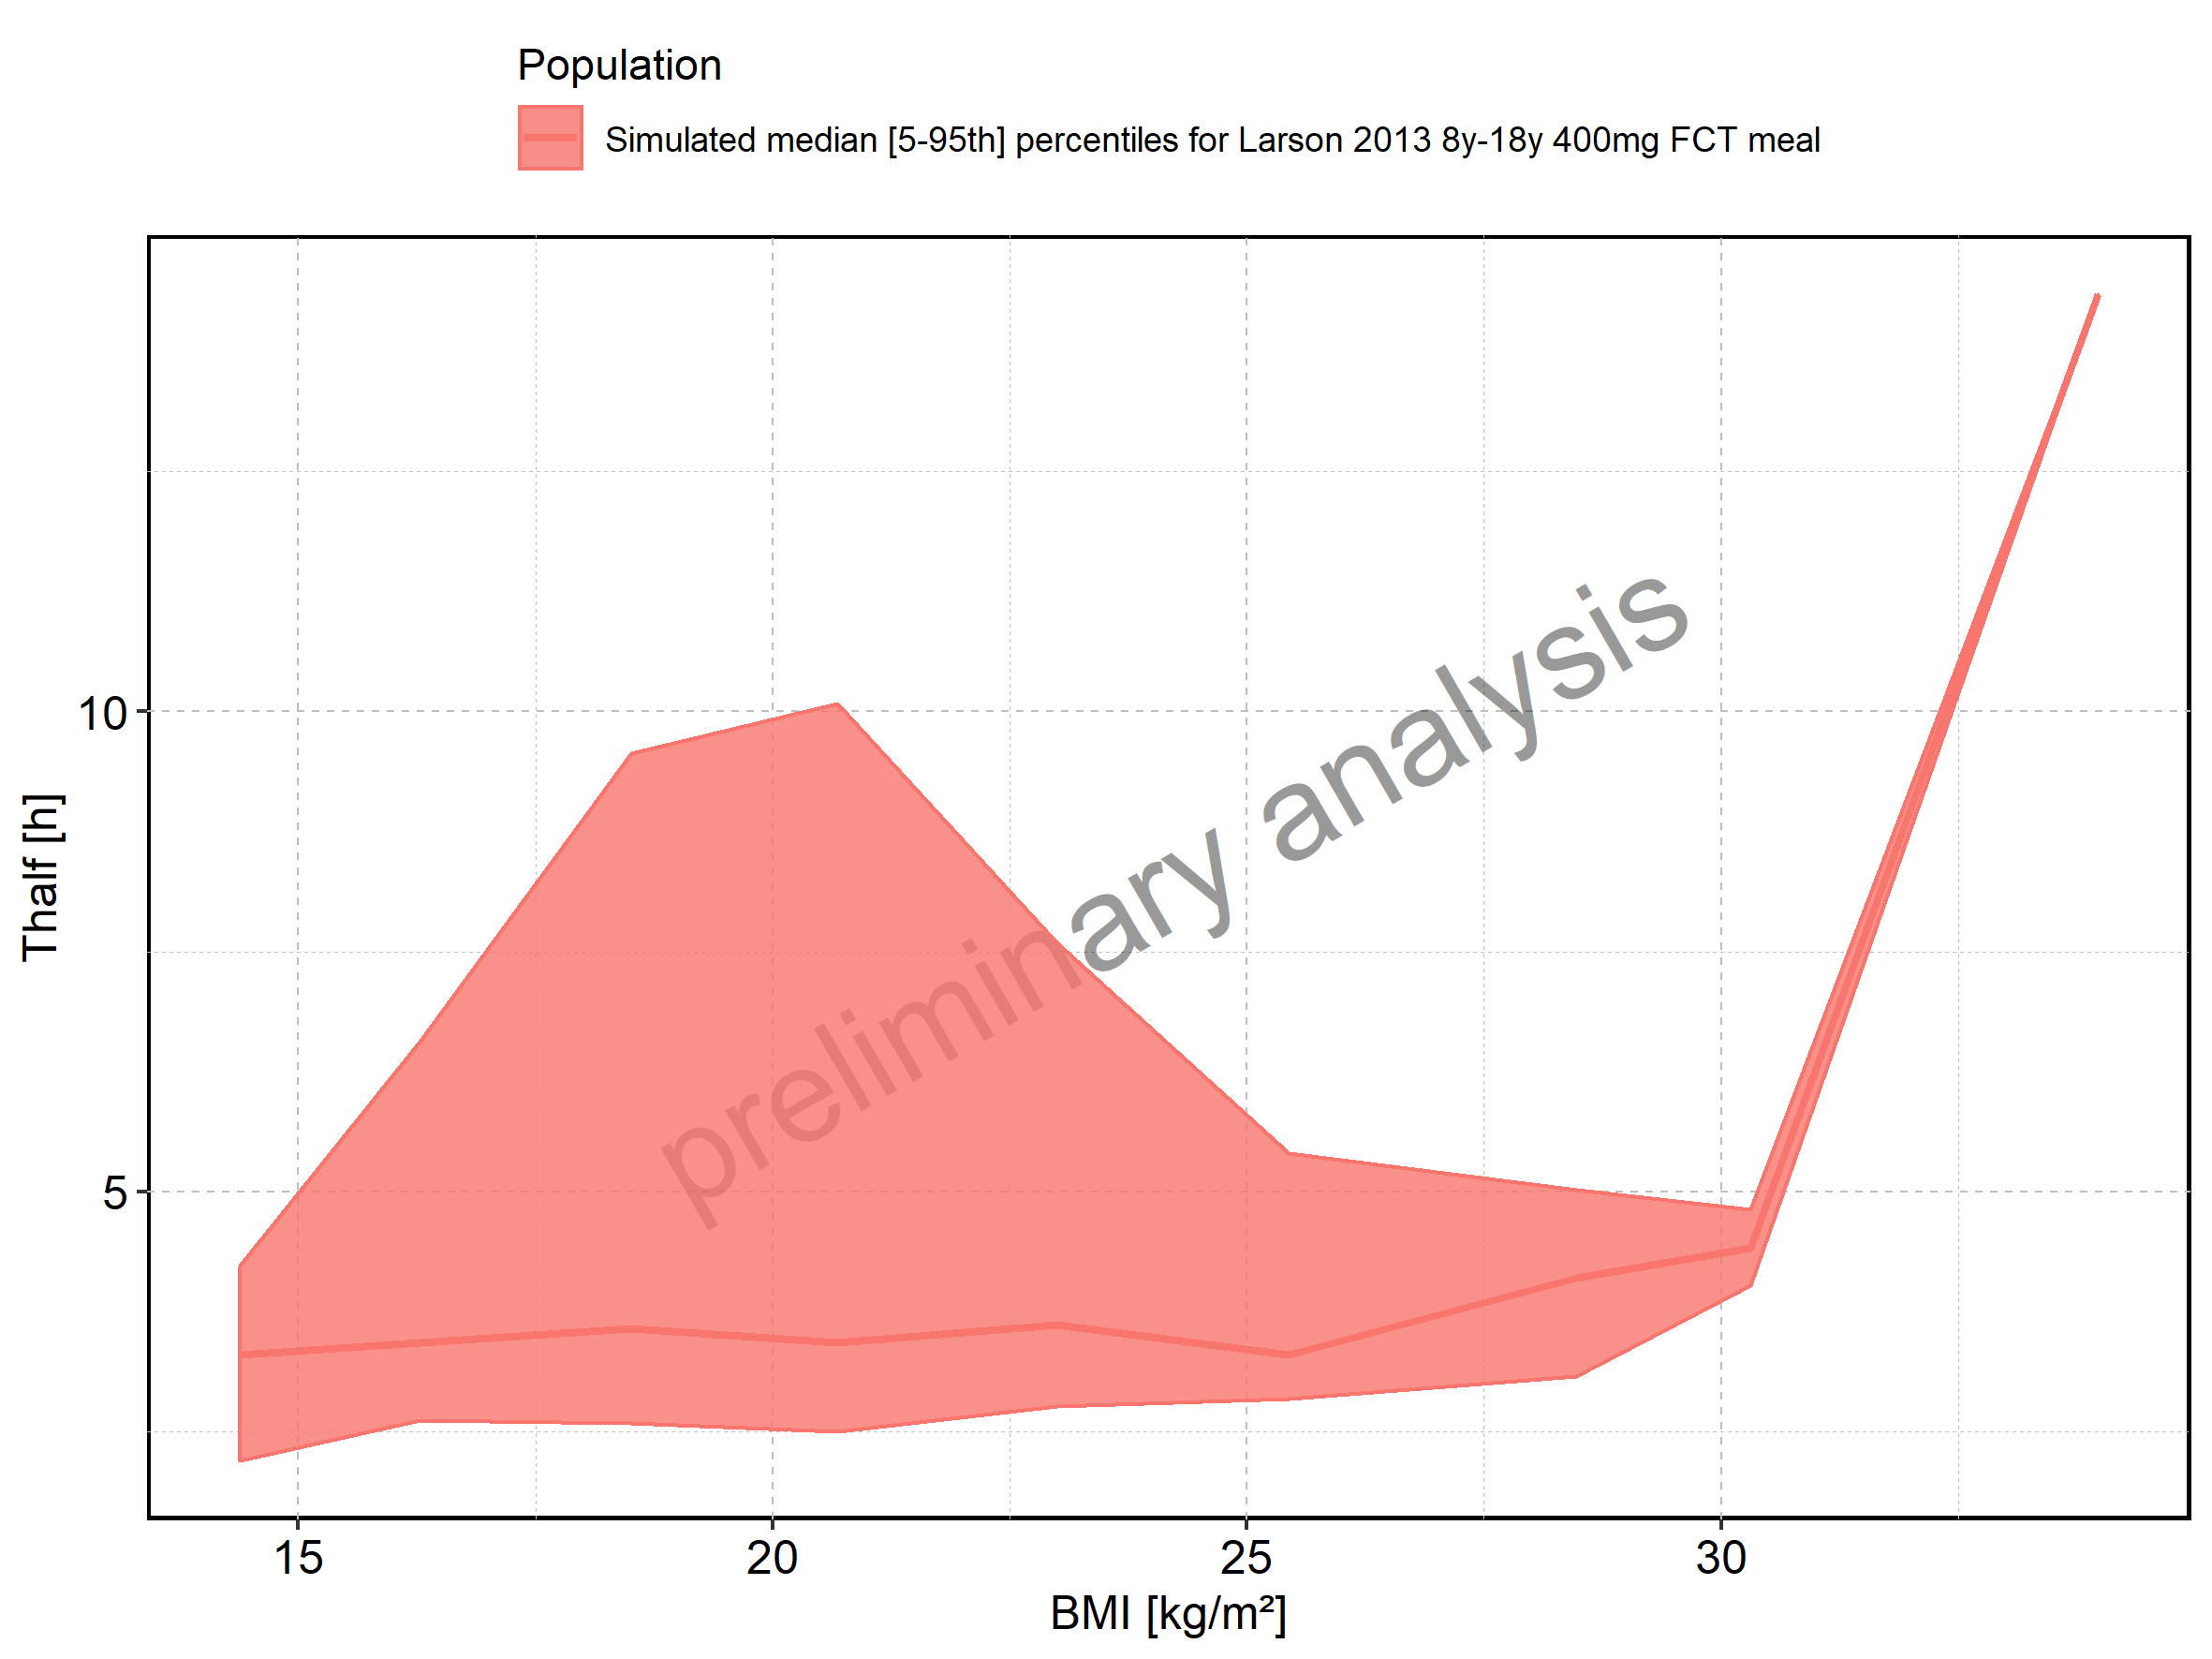 Population
Simulated median [5-95th] percentiles for Larson 2013 8y-18y 400mg FCT meal
10
5
Thalf [h]
preliminary analysis
15 20 25 30
BMI [kg/m²]